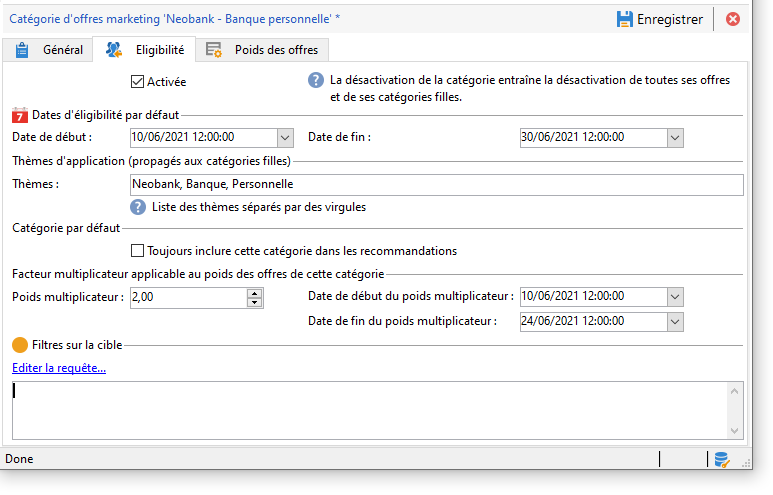 Catégorie d'offres marketing 'Neobank - Banque personnelle' *
Enregistrer
Général
Eligibilité
Poids des offres
Activée
La désactivation de la catégorie entraîne la désactivation de toutes ses offres
et de ses catégories filles.
7
Dates d'éligibilité par défaut
Date de début :
10/06/2021 12:00:00
Date de fin :
30/06/2021 12:00:00
Thèmes d'application (propagés aux catégories filles)
Thèmes :
Neobank, Banque, Personnelle
Liste des thèmes séparés par des virgules
Catégorie par défaut
Toujours inclure cette catégorie dans les recommandations
Facteur multiplicateur applicable au poids des offres de cette catégorie
Poids multiplicateur :
2,00
Date de début du poids multiplicateur :
10/06/2021 12:00:00
Date de fin du poids multiplicateur :
24/06/2021 12:00:00
Filtres sur la cible
Editer la requête...
Done